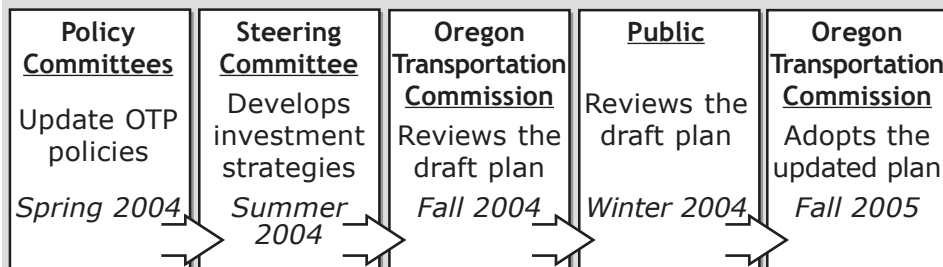 Policy
Committees
Update OTP
policies
Spring 2004
Steering
Committee
Develops
investment
strategies
Summer
2004
Oregon
Transportation
Commission
Reviews the
draft plan
Fall 2004
Public
Reviews the
draft plan
Winter 2004
Oregon
Transportation
Commission
Adopts the
updated plan
Fall 2005